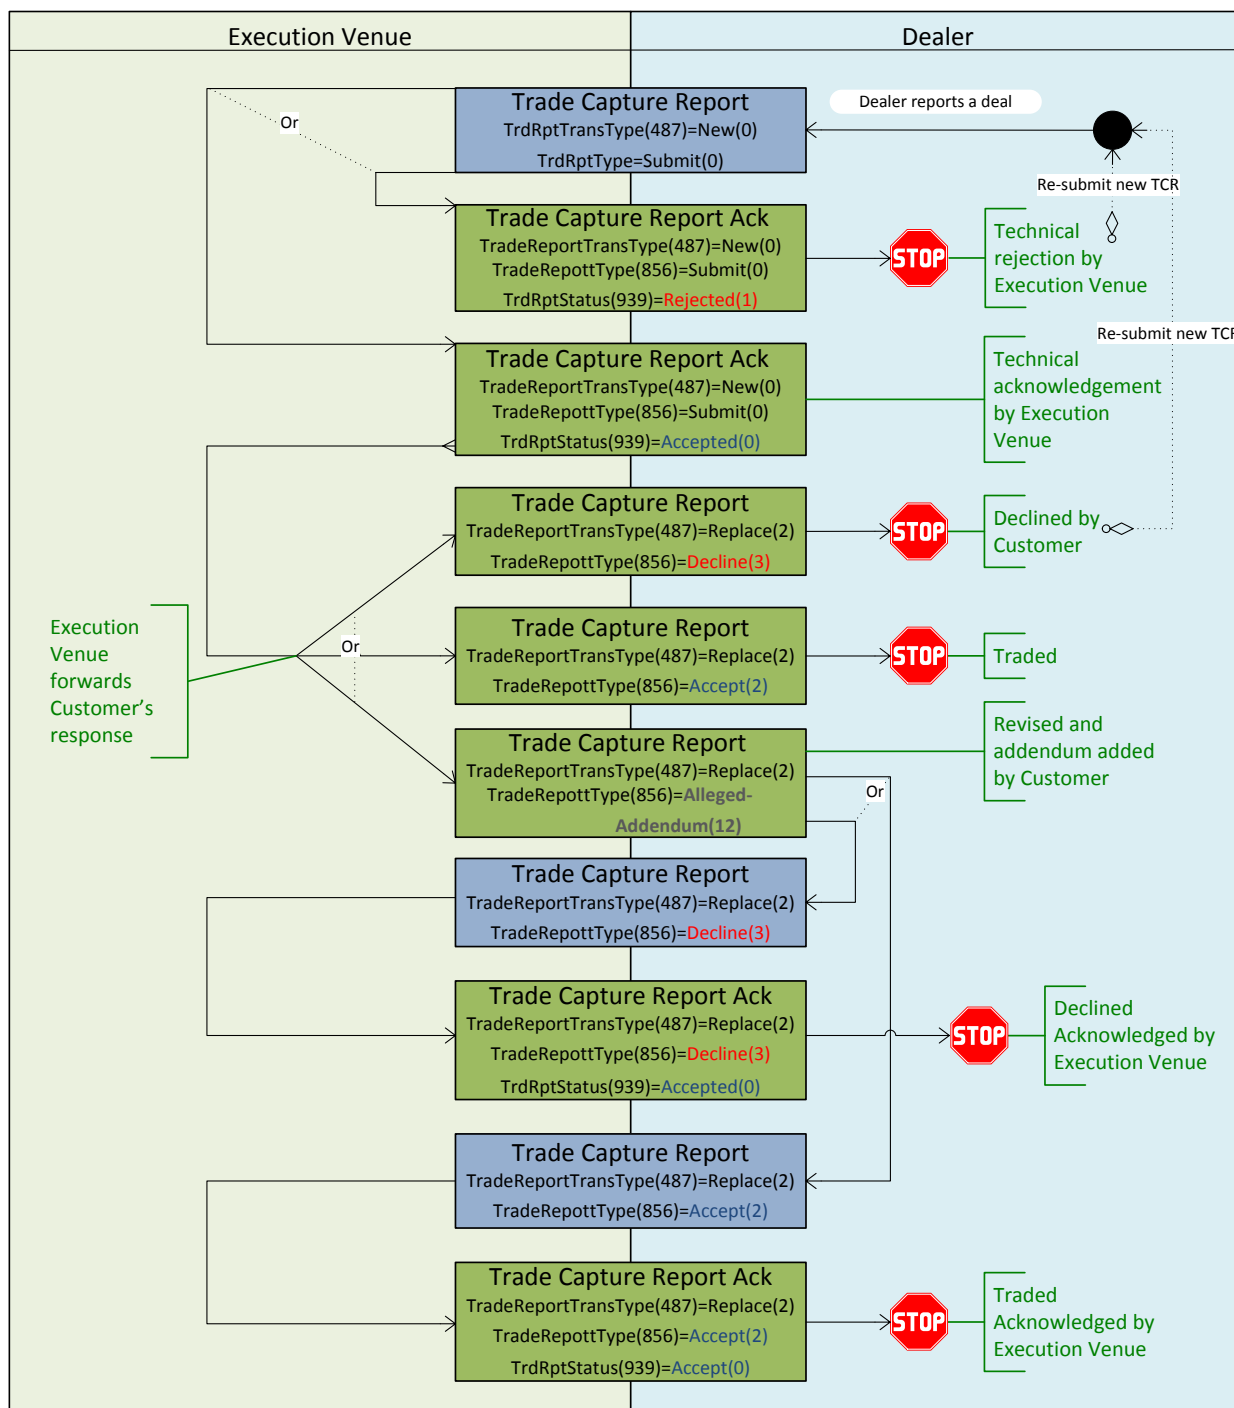 Execution Venue
Dealer
Trade Capture Report
TrdRptTransType(487)=New(0)
TrdRptType=Submit(0)
Dealer reports a deal
Or
Re-submit new TCR
Trade Capture Report Ack
TradeReportTransType(487)=New(0)
TradeRepottType(856)=Submit(0)
TrdRptStatus(939)=Rejected(1)
STOP
Technical
rejection by
Execution Venue
Re-submit new TCR
Trade Capture Report Ack
TradeReportTransType(487)=New(0)
TradeRepottType(856)=Submit(0)
TrdRptStatus(939)=Accepted(0)
Technical
acknowledgement
by Execution
Venue
Trade Capture Report
TradeReportTransType(487)=Replace(2)
TradeRepottType(856)=Decline(3)
STOP
Declined by
Customer
Execution
Venue
forwards
Customer's
response
Or
Trade Capture Report
TradeReportTransType(487)=Replace(2)
TradeRepottType(856)=Accept(2)
STOP
Traded
Trade Capture Report
TradeReportTransType(487)=Replace(2)
TradeRepottType(856)=Alleged-
Addendum(12)
Revised and
addendum added
by Customer
Or
Trade Capture Report
TradeReportTransType(487)=Replace(2)
TradeRepottType(856)=Decline(3)
Trade Capture Report Ack
TradeReportTransType(487)=Replace(2)
TradeRepottType(856)=Decline(3)
TrdRptStatus(939)=Accepted(0)
STOP
Declined
Acknowledged by
Execution Venue
Trade Capture Report
TradeReportTransType(487)=Replace(2)
TradeRepottType(856)=Accept(2)
Trade Capture Report Ack
TradeReportTransType(487)=Replace(2)
TradeRepottType(856)=Accept(2)
TrdRptStatus(939)=Accept(0)
STOP
Traded
Acknowledged by
Execution Venue